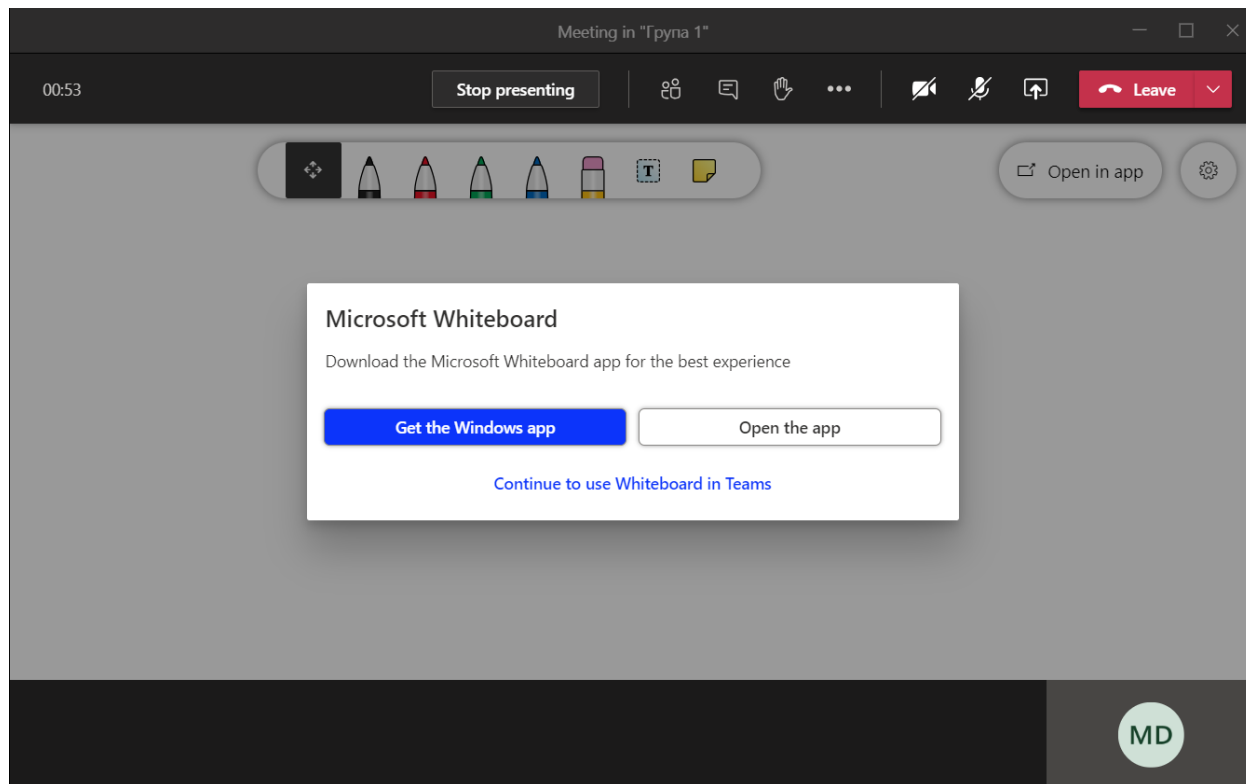 Meeting in "Група 1"
00:53
Stop presenting
Leave
T
Open in app
Microsoft Whiteboard
Download the Microsoft Whiteboard app for the best experience
Get the Windows app
Open the app
Continue to use Whiteboard in Teams
MD